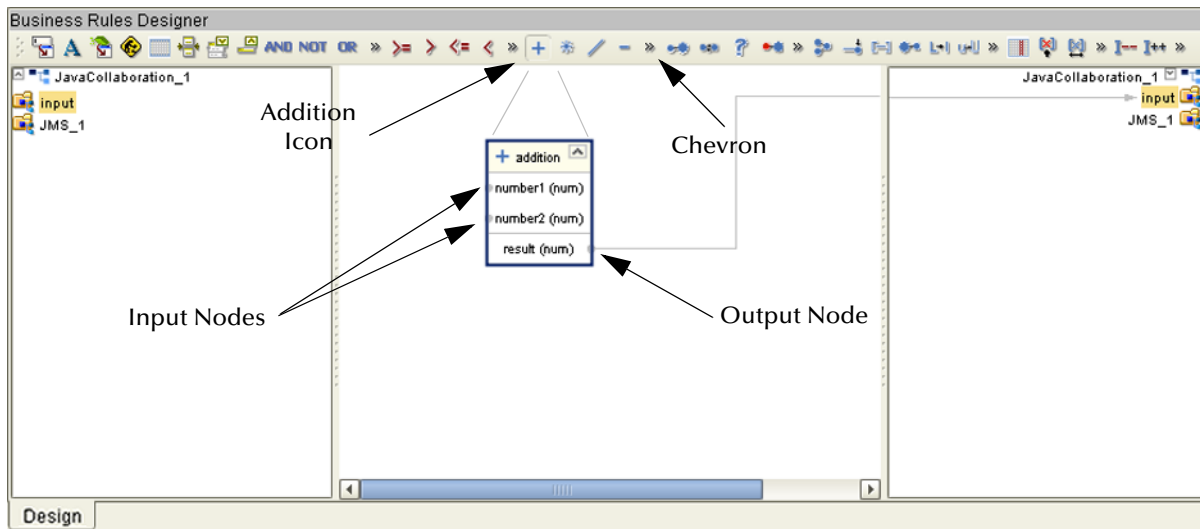 Business Rules Designer
A AND NOT OR » >= > <= < » + - » ? » » I-- I++ »
JavaCollaboration_1
input
JMS_1
Addition
Icon
Chevron
+ addition
number1 (num)
number2 (num)
result (num)
Input Nodes
Output Node
JavaCollaboration_1
input
JMS_1
Design